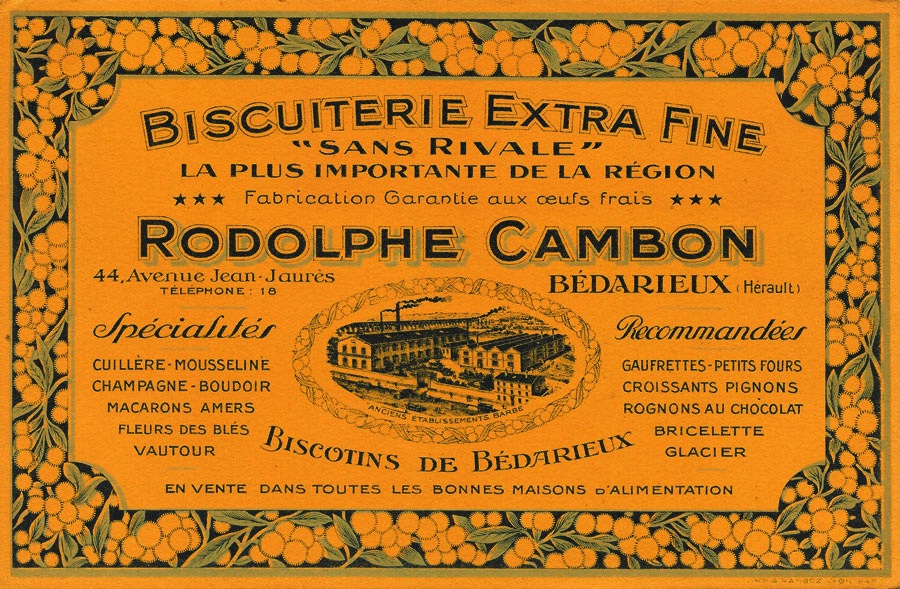 BISCUITERIE EXTRA FINE
"SANS RIVALE"
LA PLUS IMPORTANTE DE LA RÉGION
★★★ Fabrication Garantie aux œufs frais ★★★
RODOLPHE CAMBON
44, Avenue Jean-Jaurès
TÉLÉPHONE : 18
BÉDARIEUX (Hérault)
Spécialités
CUILLÈRE - MOUSSELINE
CHAMPAGNE - BOUDOIR
MACARONS AMERS
FLEURS DES BLÉS
VAUTOUR
Recommandées
GAUFRETTES - PETITS FOURS
CROISSANTS PIGNONS
ROGNONS AU CHOCOLAT
BRICELETTE
GLACIER
ANCIENS ETABLISSEMENTS BARBE
BISCOTINS DE BÉDARIEUX
EN VENTE DANS TOUTES LES BONNES MAISONS D'ALIMENTATION